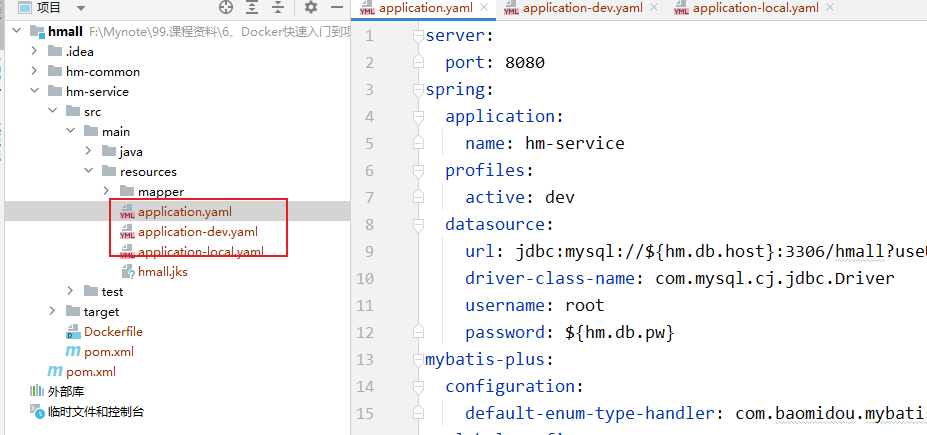 项目
application.yaml
application-dev.yaml
application-local.yaml
hmall F:\Mynote\99.课程资料\6、Docker快速入门到项
.idea
hm-common
hm-service
src
main
java
resources
mapper
application.yaml
application-dev.yaml
application-local.yaml
hmall.jks
test
target
Dockerfile
pom.xml
pom.xml
外部库
临时文件和控制台
1 server:
2 port: 8080
3 spring:
4 application:
5 name: hm-service
6 profiles:
7 active: dev
8 datasource:
9 url: jdbc:mysql://${hm.db.host}:3306/hmall?useU
10 driver-class-name: com.mysql.cj.jdbc.Driver
11 username: root
12 password: ${hm.db.pw}
13 mybatis-plus:
14 configuration:
15 default-enum-type-handler: com.baomidou.mybatis